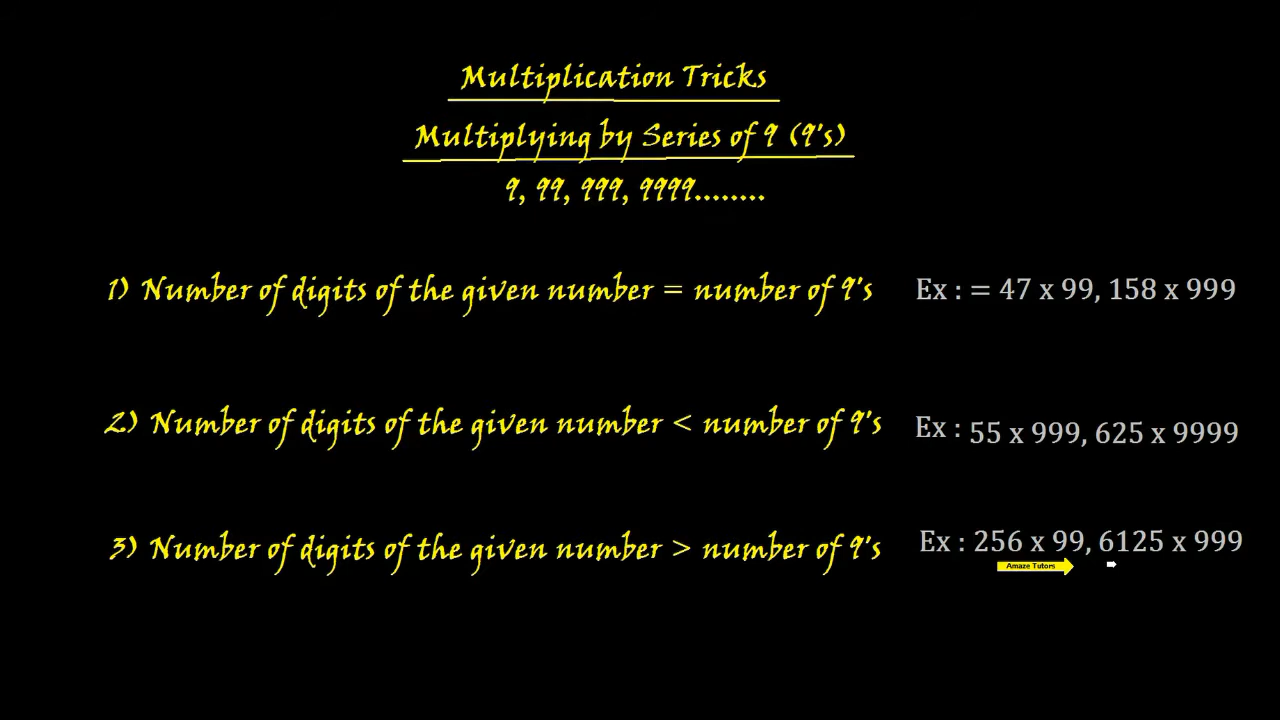 Multiplication Tricks
Multiplying by Series of 9 (9's)
9, 99, 999, 9999........
1) Number of digits of the given number = number of 9's Ex : = 47 x 99, 158 x 999
2) Number of digits of the given number < number of 9's Ex : 55 x 999, 625 x 9999
3) Number of digits of the given number > number of 9's Ex : 256 x 99, 6125 x 999
Amaze Tutors